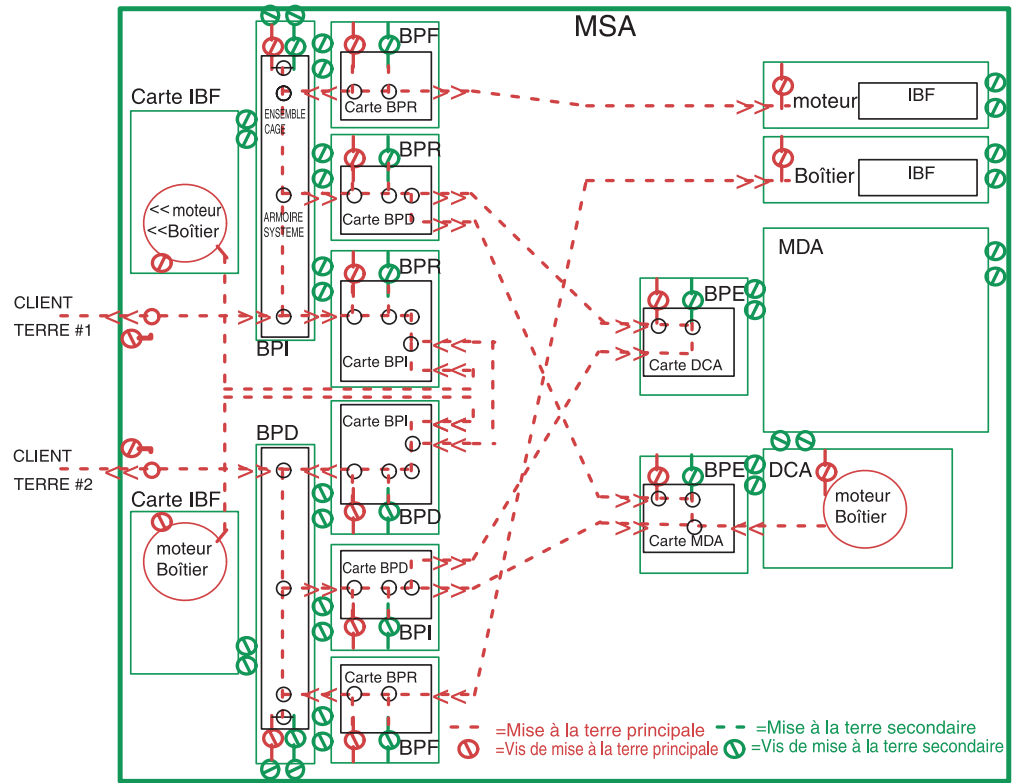 MSA
BPF
Carte BPR
Carte IBF
ENSEMBLE
CAGE
moteur
IBF
BPR
Carte BPD
Boîtier
IBF
<< moteur
<<Boîtier
ARMOIRE
SYSTEME
MDA
BPR
CLIENT
TERRE #1
BPI
Carte BPI
BPE
Carte DCA
Carte BPI
BPD
CLIENT
TERRE #2
BPD
Carte IBF
BPE
DCA
moteur
Boîtier
Carte MDA
moteur
Boîtier
Carte BPD
BPI
Carte BPR
BPF
=Mise à la terre principale
=Mise à la terre secondaire
=Vis de mise à la terre principale
=Vis de mise à la terre secondaire